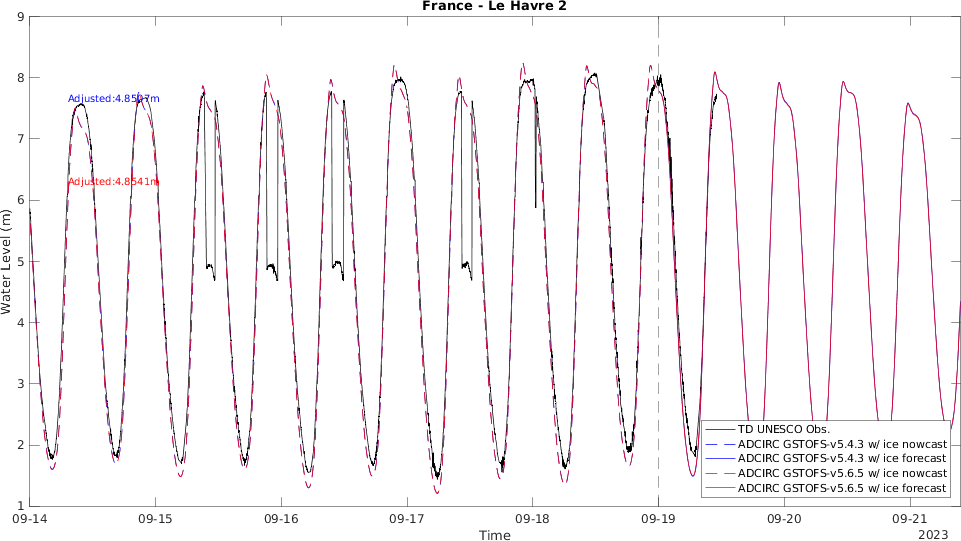 France - Le Havre 2
9
8
7
6
5
4
3
2
1
Water Level (m)
Adjusted:4.8541m
TD UNESCO Obs.
ADCIRC GSTOFS-v5.4.3 w/ ice nowcast
ADCIRC GSTOFS-v5.4.3 w/ ice forecast
ADCIRC GSTOFS-v5.6.5 w/ ice nowcast
ADCIRC GSTOFS-v5.6.5 w/ ice forecast
09-14
09-15
09-16
09-17
09-18
09-19
09-20
09-21
Time
2023